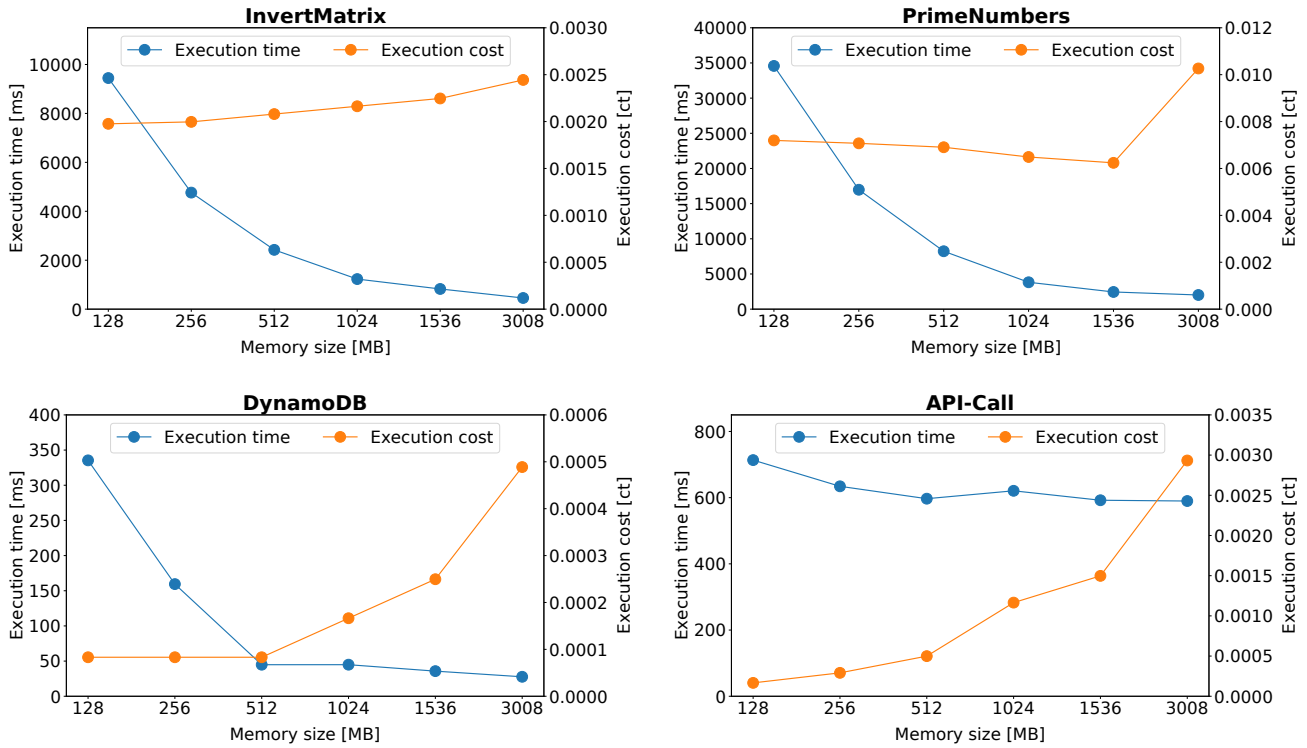 InvertMatrix
Execution time
Execution cost
Execution time [ms]
10000
8000
6000
4000
2000
0
0.0030
0.0025
0.0020
0.0015
0.0010
0.0005
0.0000
Execution cost [ct]
128 256 512 1024 1536 3008
Memory size [MB]
PrimeNumbers
Execution time
Execution cost
Execution time [ms]
40000
35000
30000
25000
20000
15000
10000
5000
0
0.012
0.010
0.008
0.006
0.004
0.002
0.000
Execution cost [ct]
128 256 512 1024 1536 3008
Memory size [MB]
DynamoDB
Execution time
Execution cost
Execution time [ms]
400
350
300
250
200
150
100
50
0
0.0006
0.0005
0.0004
0.0003
0.0002
0.0001
0.0000
Execution cost [ct]
128 256 512 1024 1536 3008
Memory size [MB]
API-Call
Execution time
Execution cost
Execution time [ms]
800
600
400
200
0
0.0035
0.0030
0.0025
0.0020
0.0015
0.0010
0.0005
0.0000
Execution cost [ct]
128 256 512 1024 1536 3008
Memory size [MB]